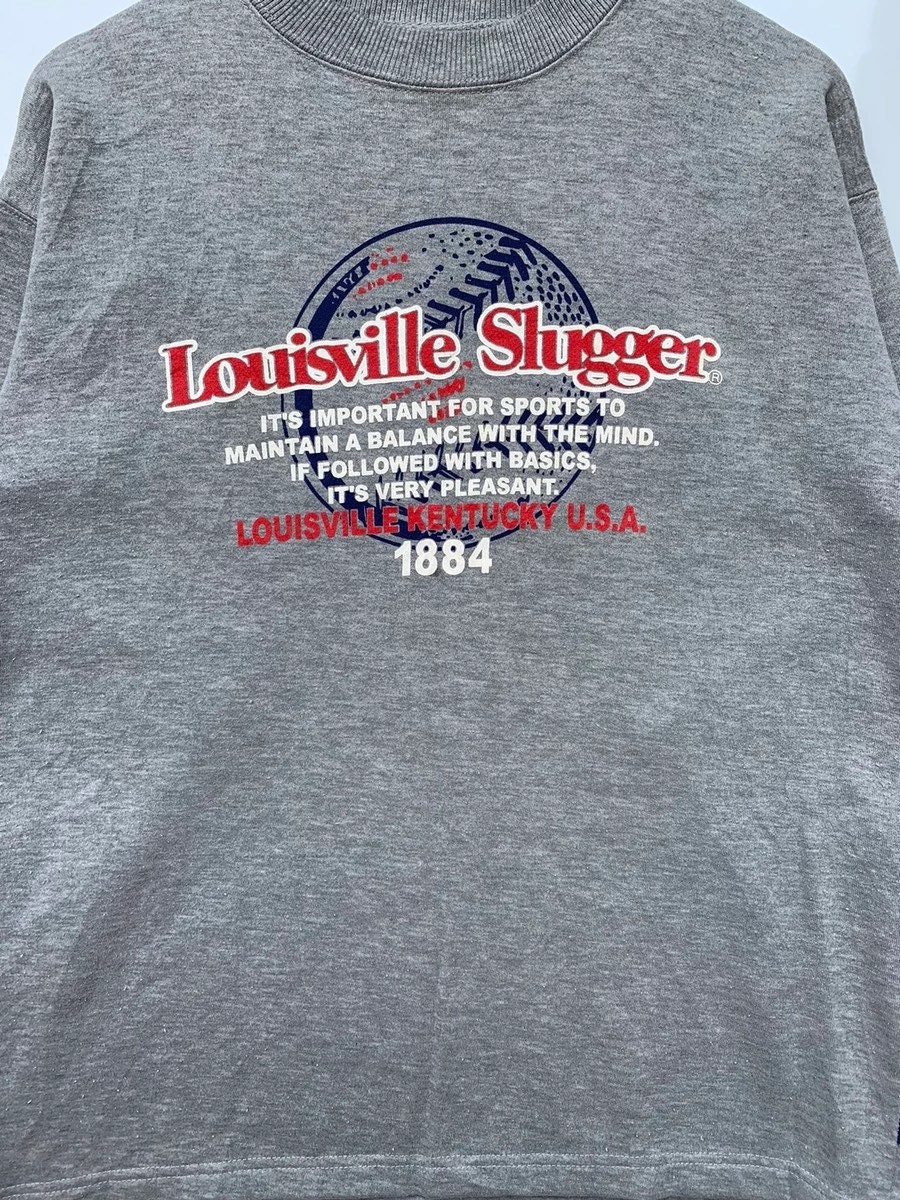 Louisville Slugger®
IT'S IMPORTANT FOR SPORTS TO
MAINTAIN A BALANCE WITH THE MIND.
IF FOLLOWED WITH BASICS,
IT'S VERY PLEASANT.
LOUISVILLE KENTUCKY U.S.A.
1884